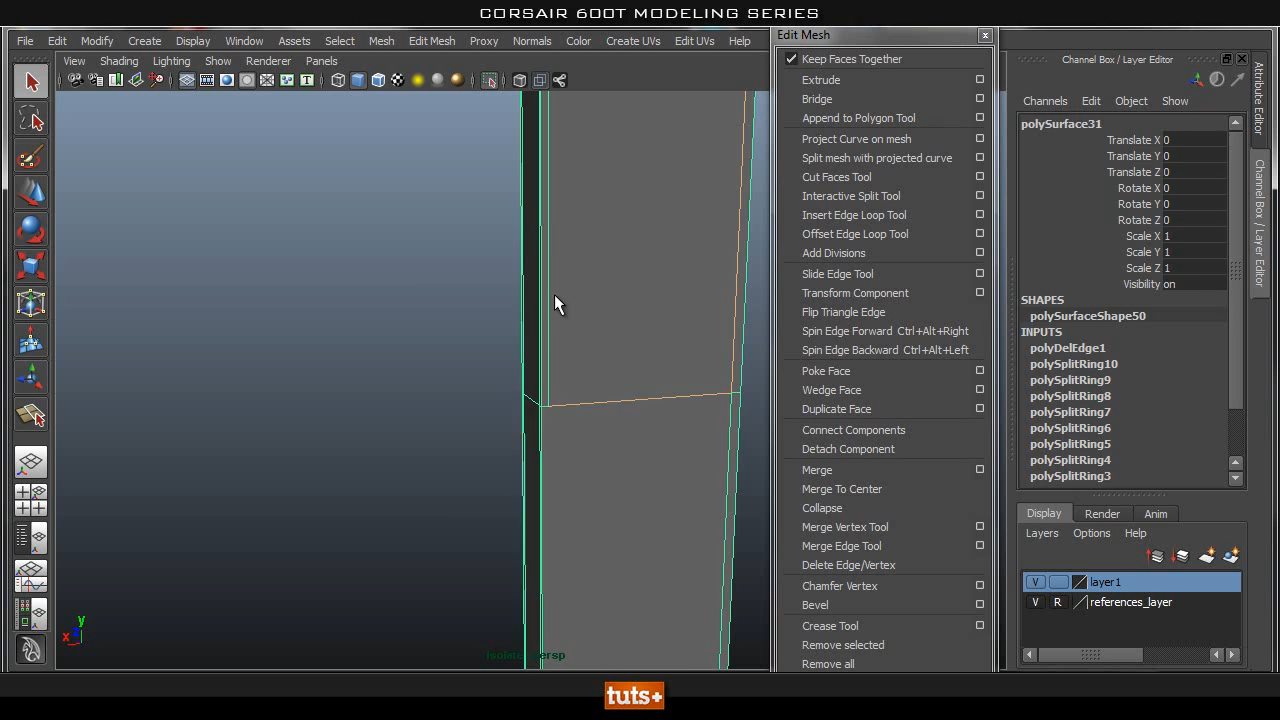 CORSAIR 600T MODELING SERIES
File Edit Modify Create Display Window Assets Select Mesh Edit Mesh Proxy Normals Color Create UVs Edit UVs Help
View Shading Lighting Show Renderer Panels
Edit Mesh
Keep Faces Together
Extrude
Bridge
Append to Polygon Tool
Project Curve on mesh
Split mesh with projected curve
Cut Faces Tool
Interactive Split Tool
Insert Edge Loop Tool
Offset Edge Loop Tool
Add Divisions
Slide Edge Tool
Transform Component
Flip Triangle Edge
Spin Edge Forward Ctrl+Alt+Right
Spin Edge Backward Ctrl+Alt+Left
Poke Face
Wedge Face
Duplicate Face
Connect Components
Detach Component
Merge
Merge To Center
Collapse
Merge Vertex Tool
Merge Edge Tool
Delete Edge/Vertex
Chamfer Vertex
Bevel
Crease Tool
Remove selected
Remove all
Channel Box / Layer Editor
Channels Edit Object Show
polySurface31
Translate X 0
Translate Y 0
Translate Z 0
Rotate X 0
Rotate Y 0
Rotate Z 0
Scale X 1
Scale Y 1
Scale Z 1
Visibility on
SHAPES
polySurfaceShape50
INPUTS
polyDelEdge1
polySplitRing10
polySplitRing9
polySplitRing8
polySplitRing7
polySplitRing6
polySplitRing5
polySplitRing4
polySplitRing3
Display Render Anim
Layers Options Help
V layer1
V R references_layer
Attribute Editor
Channel Box / Layer Editor
y
x
tuts+